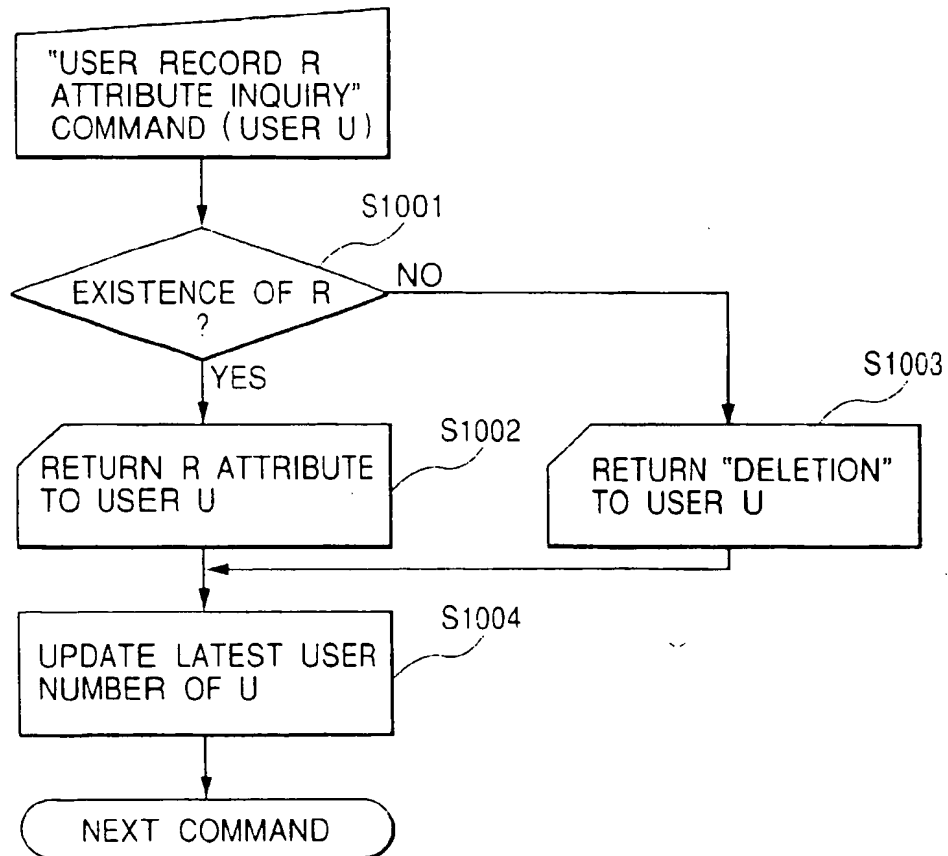 "USER RECORD R
ATTRIBUTE INQUIRY"
COMMAND (USER U)
S1001
EXISTENCE OF R
?
NO
YES
S1003
S1002
RETURN R ATTRIBUTE
TO USER U
RETURN "DELETION"
TO USER U
S1004
UPDATE LATEST USER
NUMBER OF U
NEXT COMMAND